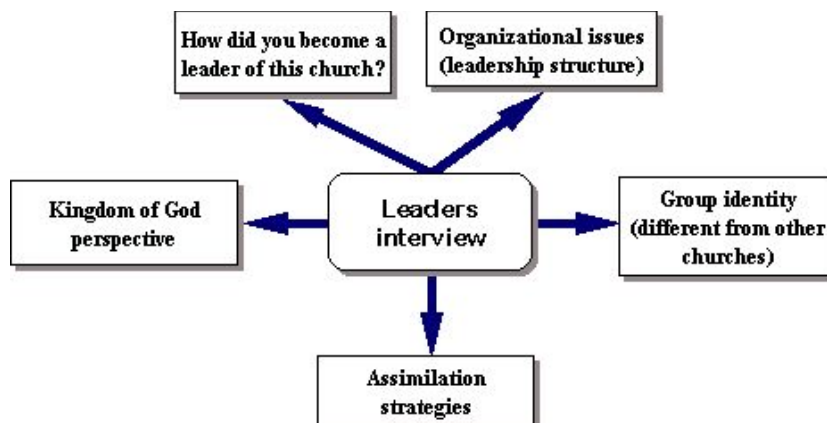 How did you become a
leader of this church?
Organizational issues
(leadership structure)
Kingdom of God
perspective
Leaders
interview
Group identity
(different from other
churches)
Assimilation
strategies